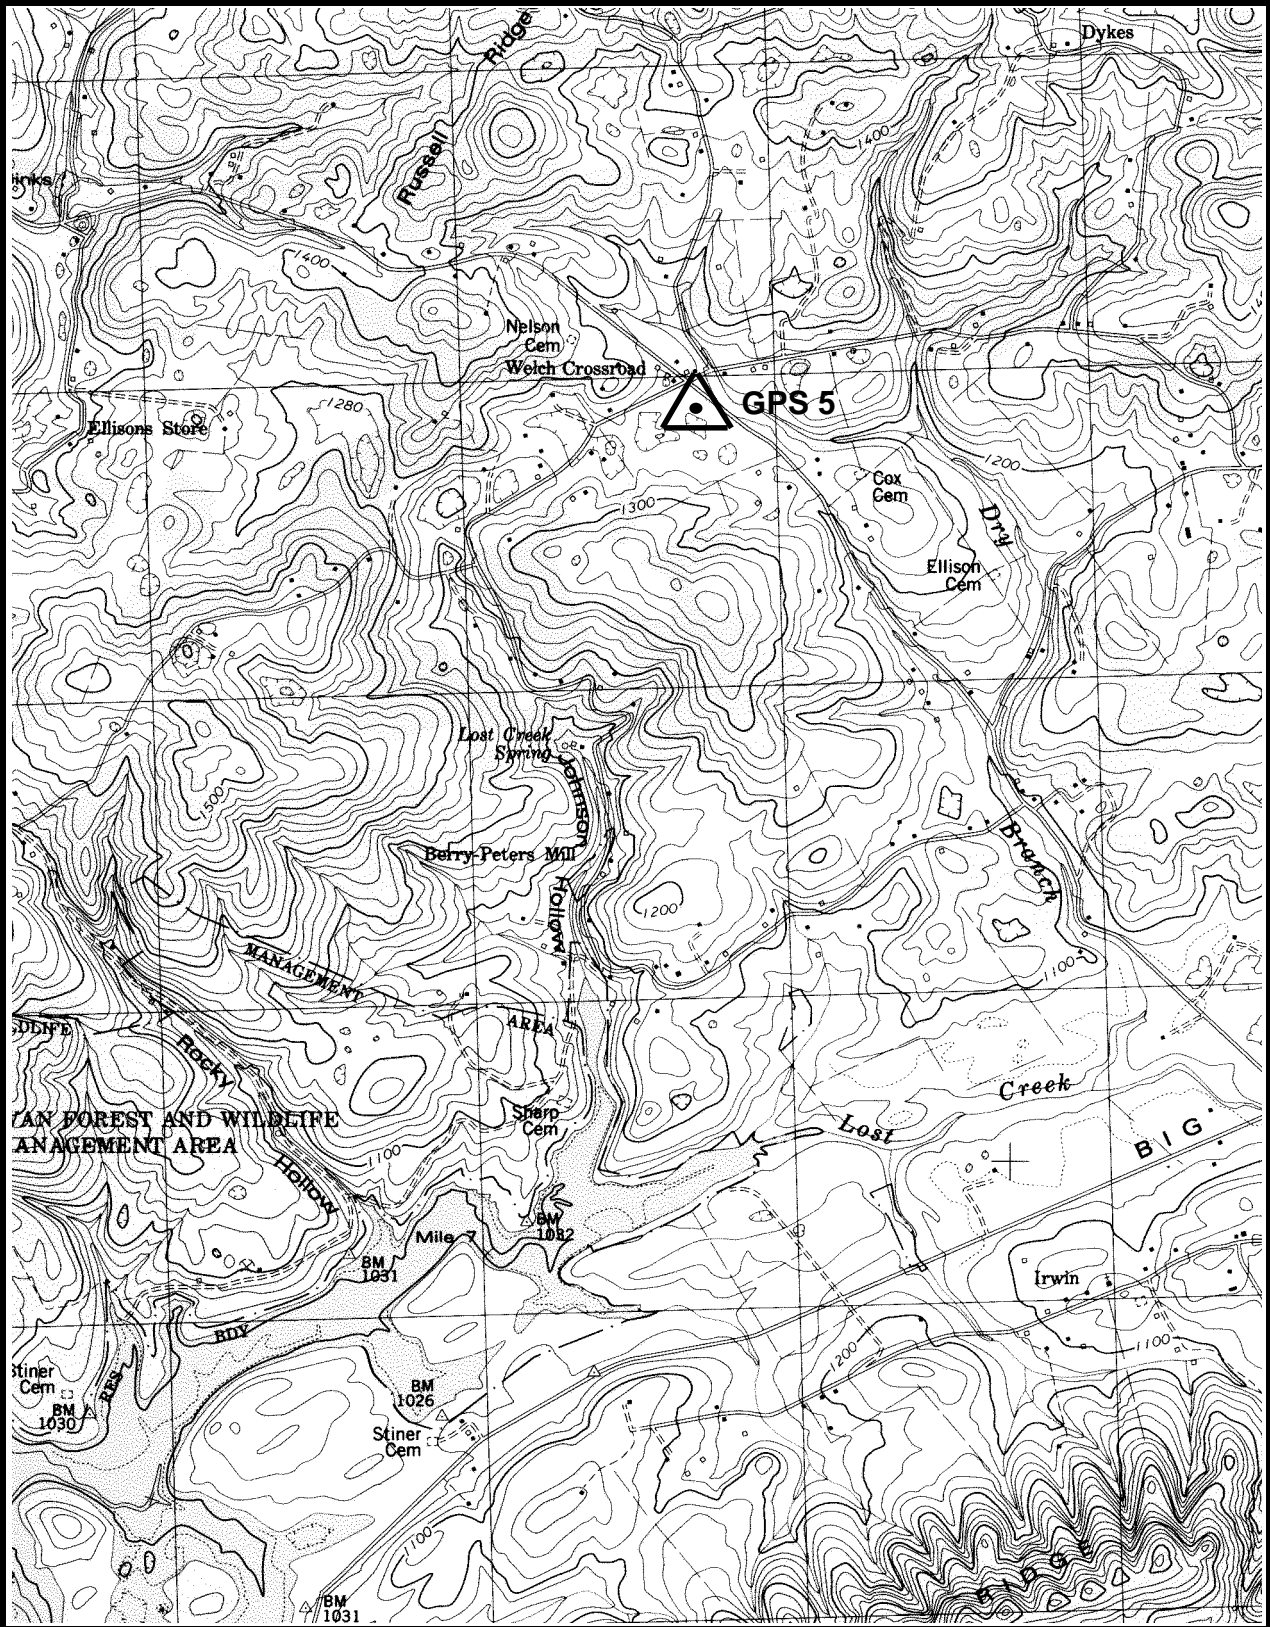 Dykes
Ridge
Russell
1400
inks
1400
Nelson
Cem
Welch Crossroad
GPS 5
1280
Ellisons Store
1200
Cox
Cem
1300
Dry
Ellison
Cem
Lost Creek
Spring
Johnson
1500
Branch
Berry-Peters Mill
Hollow
1200
MANAGEMENT
1100
AREA
DLIFE
Rocky
Creek
Sharp
Cem
VAN FOREST AND WILDLIFE
ANAGEMENT AREA
Lost
BIG
1100
Hollow
Mile 7
BM
1032
BM
1031
Irwin
BDY
1100
1200
Stiner
Cem
RES
BM
1030
BM
1026
Stiner
Cem
1100
RIDGE
BM
1031